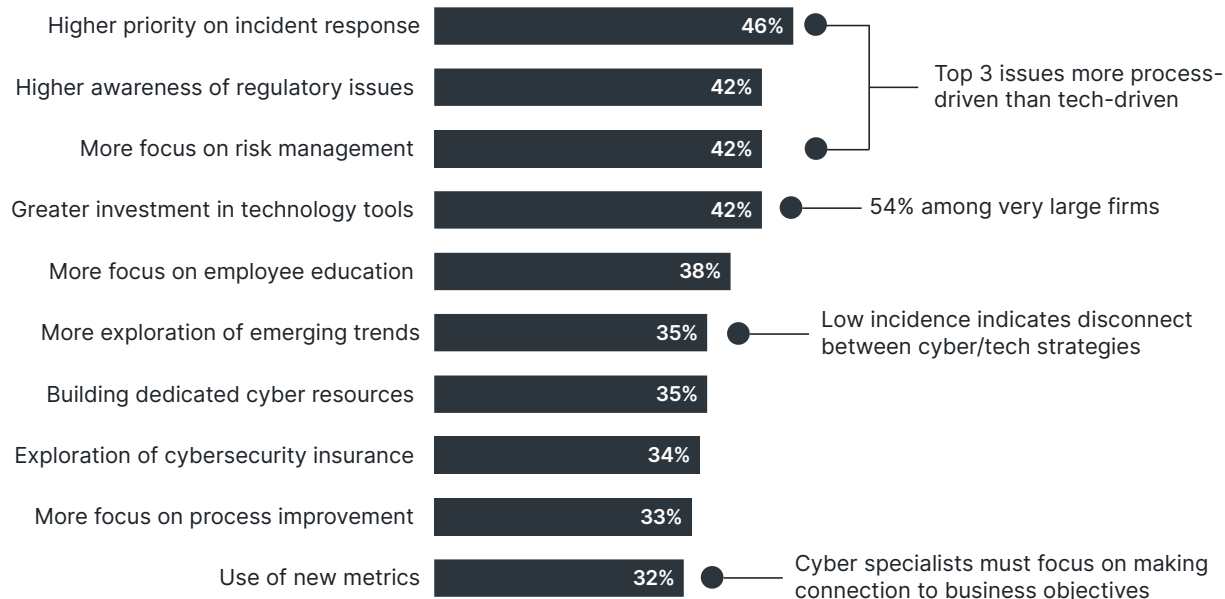 Higher priority on incident response 46%
Higher awareness of regulatory issues 42%
Top 3 issues more process-
driven than tech-driven
More focus on risk management 42%
Greater investment in technology tools 42%
54% among very large firms
More focus on employee education 38%
More exploration of emerging trends 35%
Low incidence indicates disconnect
between cyber/tech strategies
Building dedicated cyber resources 35%
Exploration of cybersecurity insurance 34%
More focus on process improvement 33%
Use of new metrics 32%
Cyber specialists must focus on making
connection to business objectives